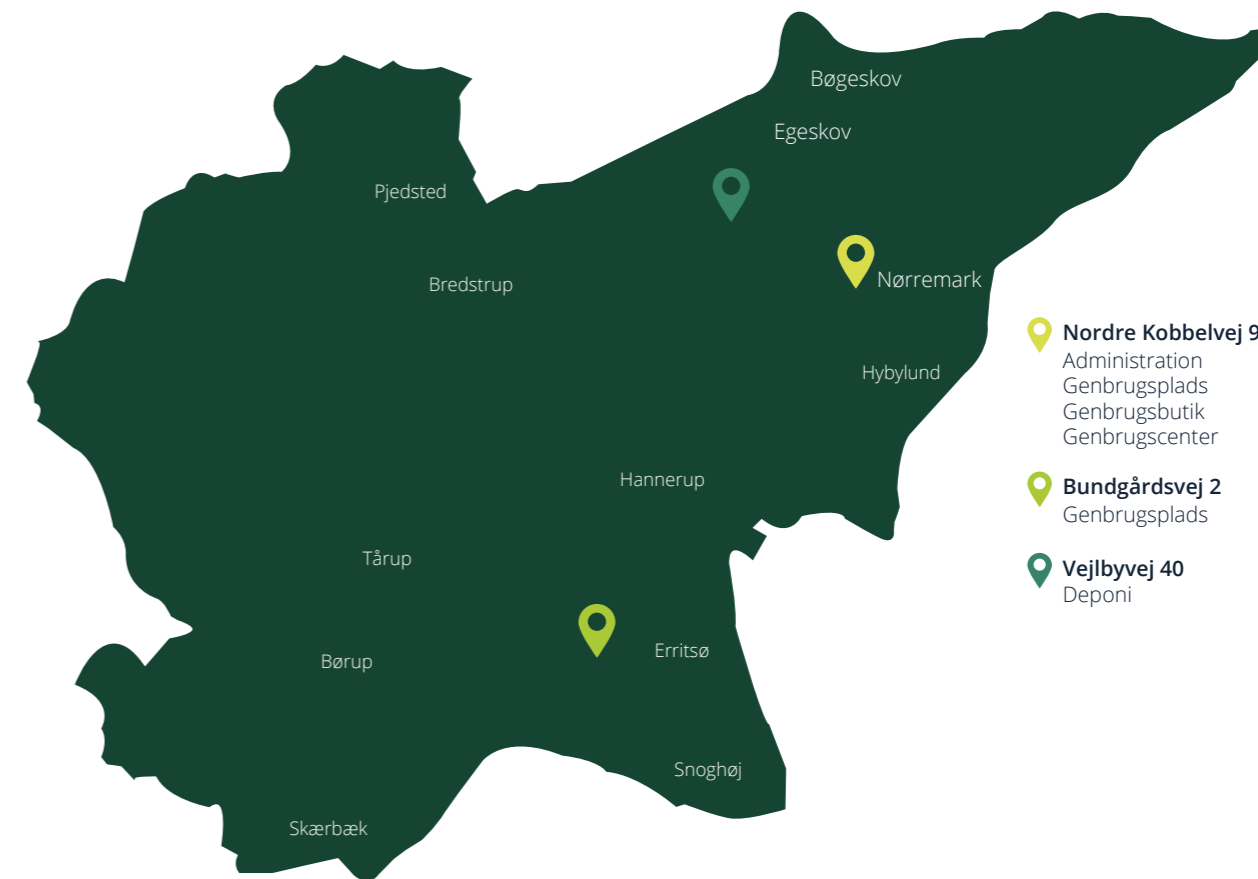 Bøgeskov
Egeskov
Pjedsted
Bredstrup
Nørremark
Hybylund
Hannerup
Tårup
Børup
Erritsø
Snoghøj
Skærbæk
Nordre Kobbelvej 9
Administration
Genbrugsplads
Genbrugsbutik
Genbrugscenter
Bundgårdsvej 2
Genbrugsplads
Vejlbyvej 40
Deponi